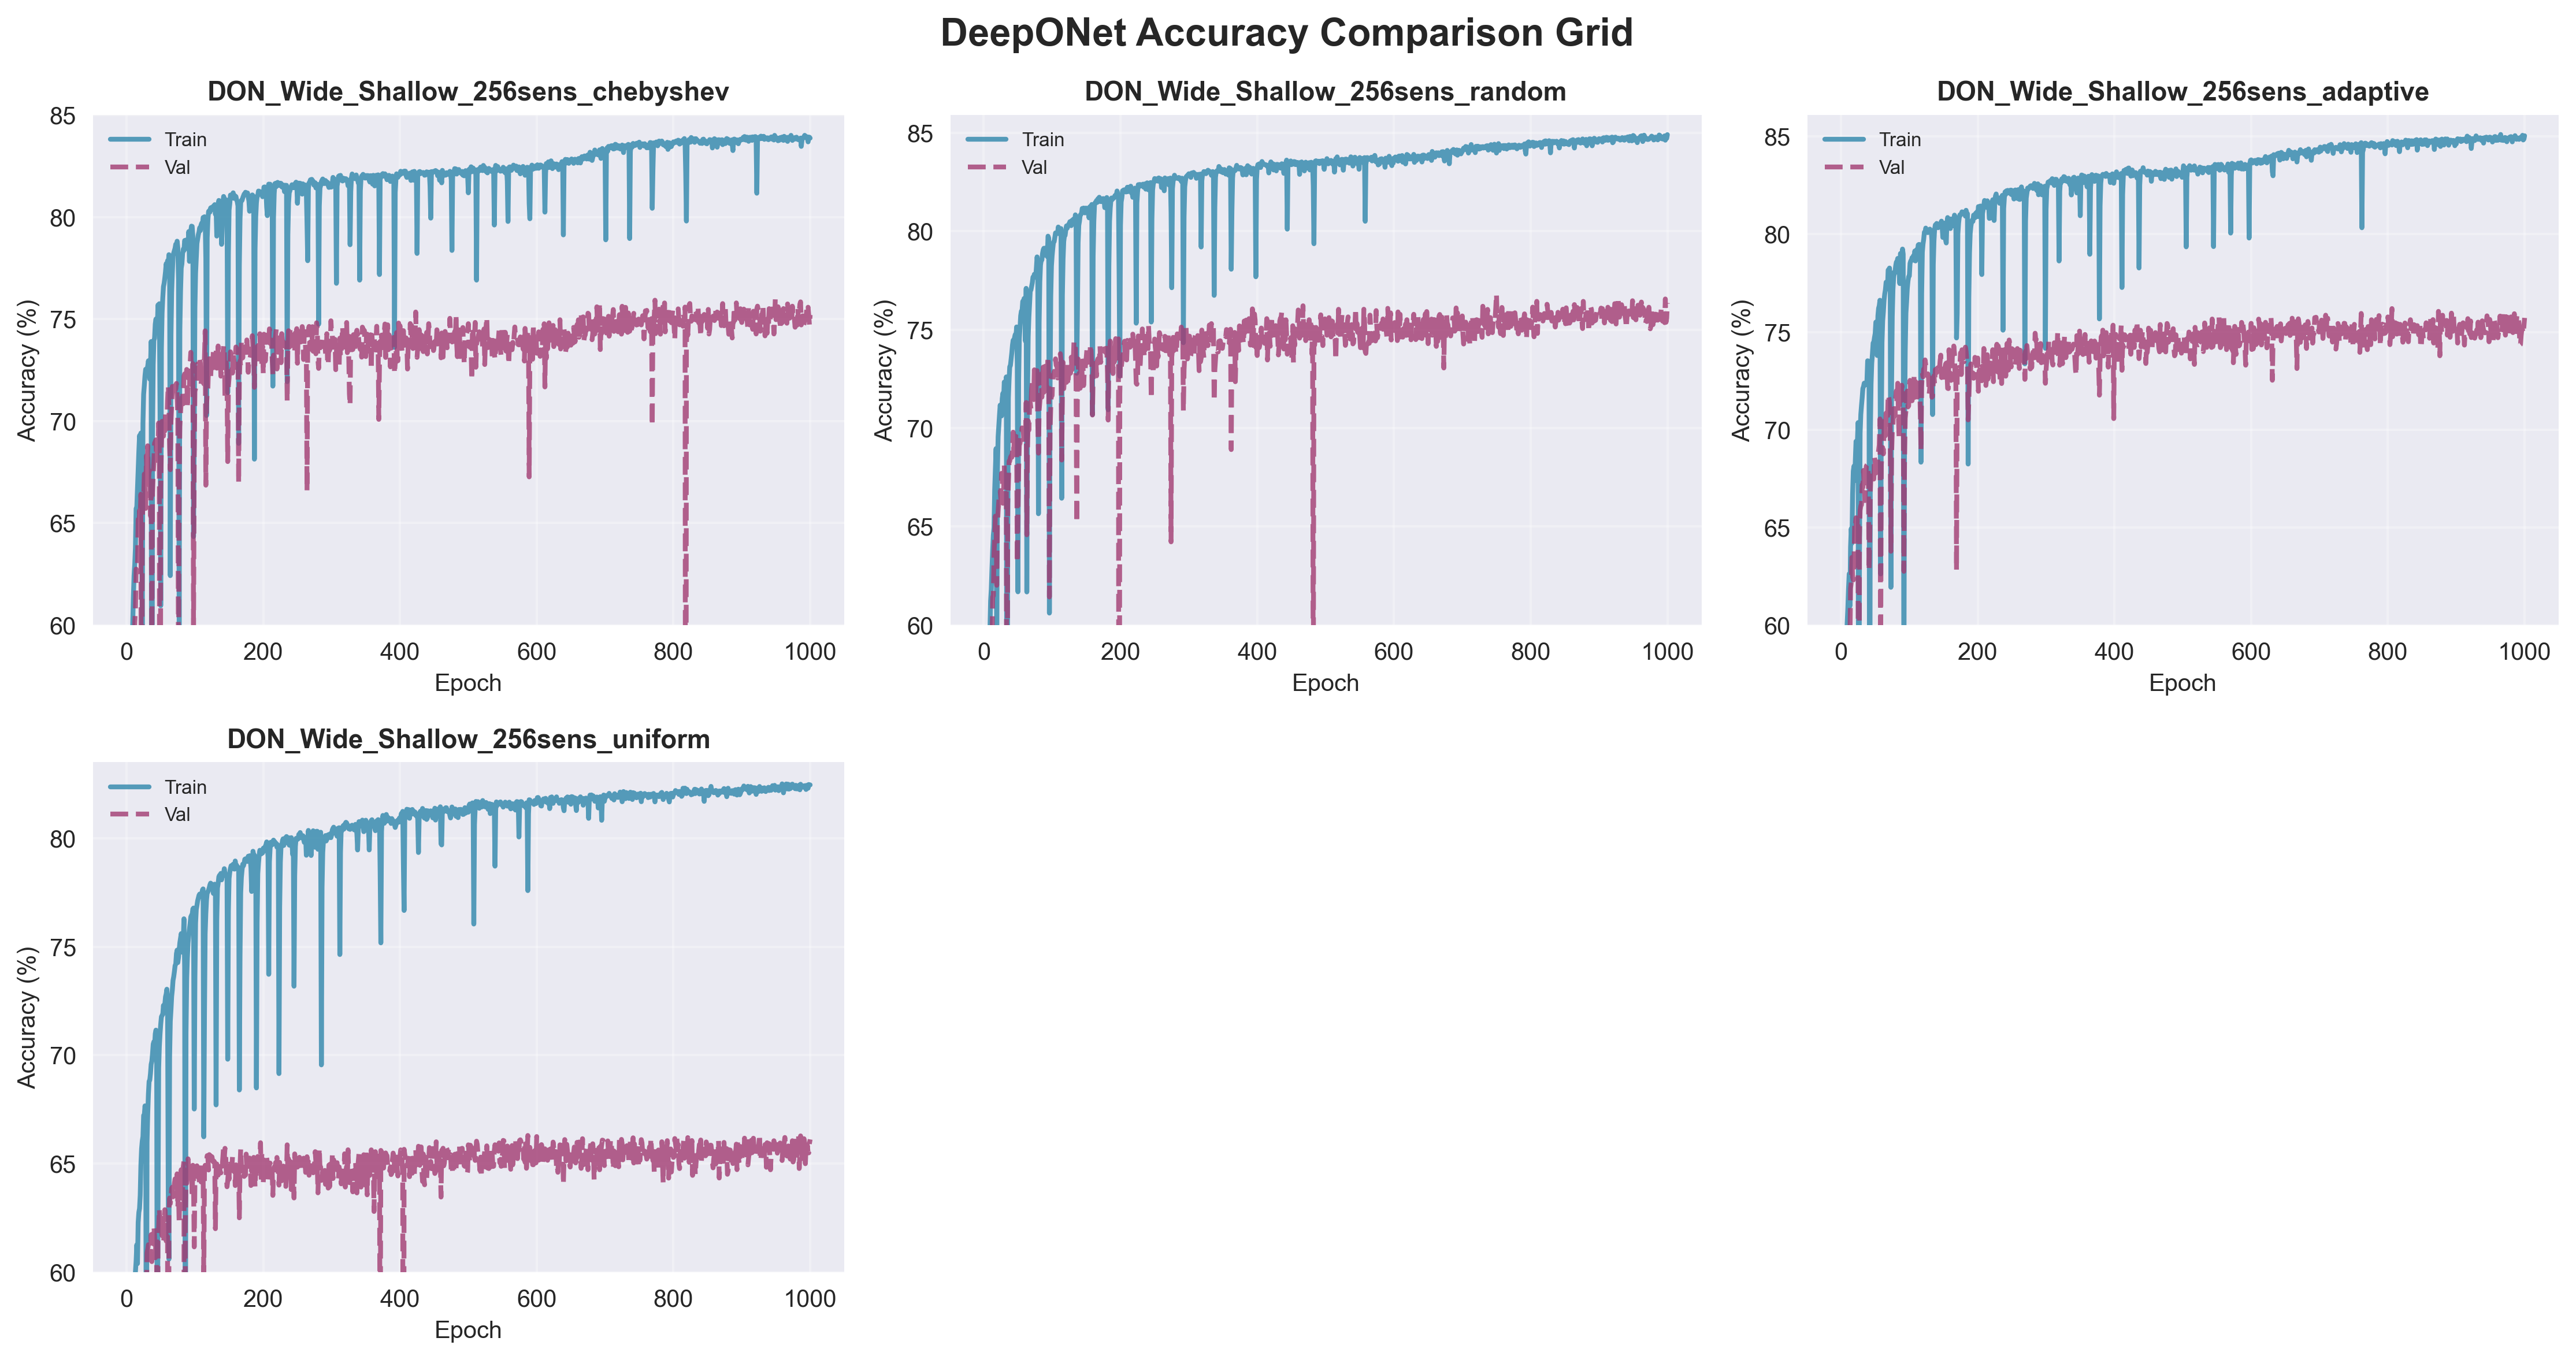 DeepONet Accuracy Comparison Grid
DON_Wide_Shallow_256sens_chebyshev
85
80
75
70
65
60
Accuracy (%)
Train
Val
0 200 400 600 800 1000
Epoch
DON_Wide_Shallow_256sens_random
85
80
75
70
65
60
Accuracy (%)
Train
Val
0 200 400 600 800 1000
Epoch
DON_Wide_Shallow_256sens_adaptive
85
80
75
70
65
60
Accuracy (%)
Train
Val
0 200 400 600 800 1000
Epoch
DON_Wide_Shallow_256sens_uniform
80
75
70
65
60
Accuracy (%)
Train
Val
0 200 400 600 800 1000
Epoch